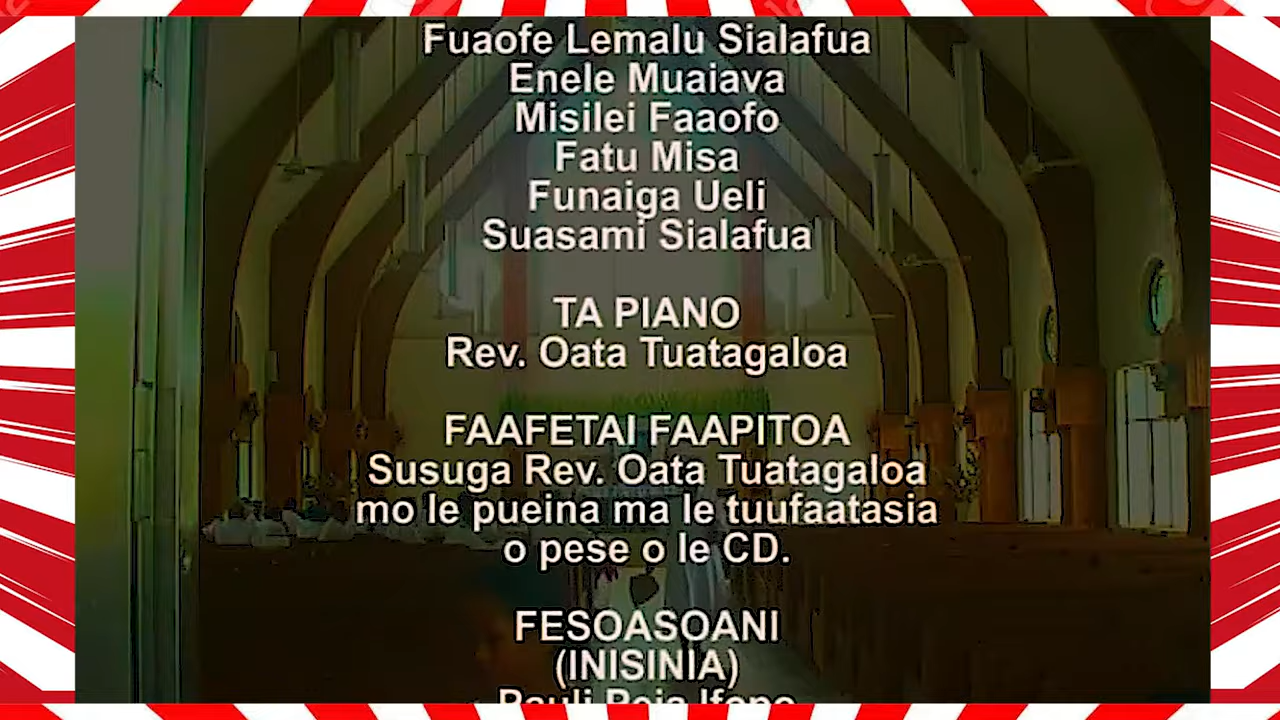 Fuaofe Lemalu Sialafua
Enele Muaiava
Misilei Faaofo
Fatu Misa
Funaiga Ueli
Suasami Sialafua
TA PIANO
Rev. Oata Tuatagaloa
FAAFETAI FAAPITOA
Susuga Rev. Oata Tuatagaloa
mo le pueina ma le tuufaatasia
o pese o le CD.
FESOASOANI
(INISINIA)